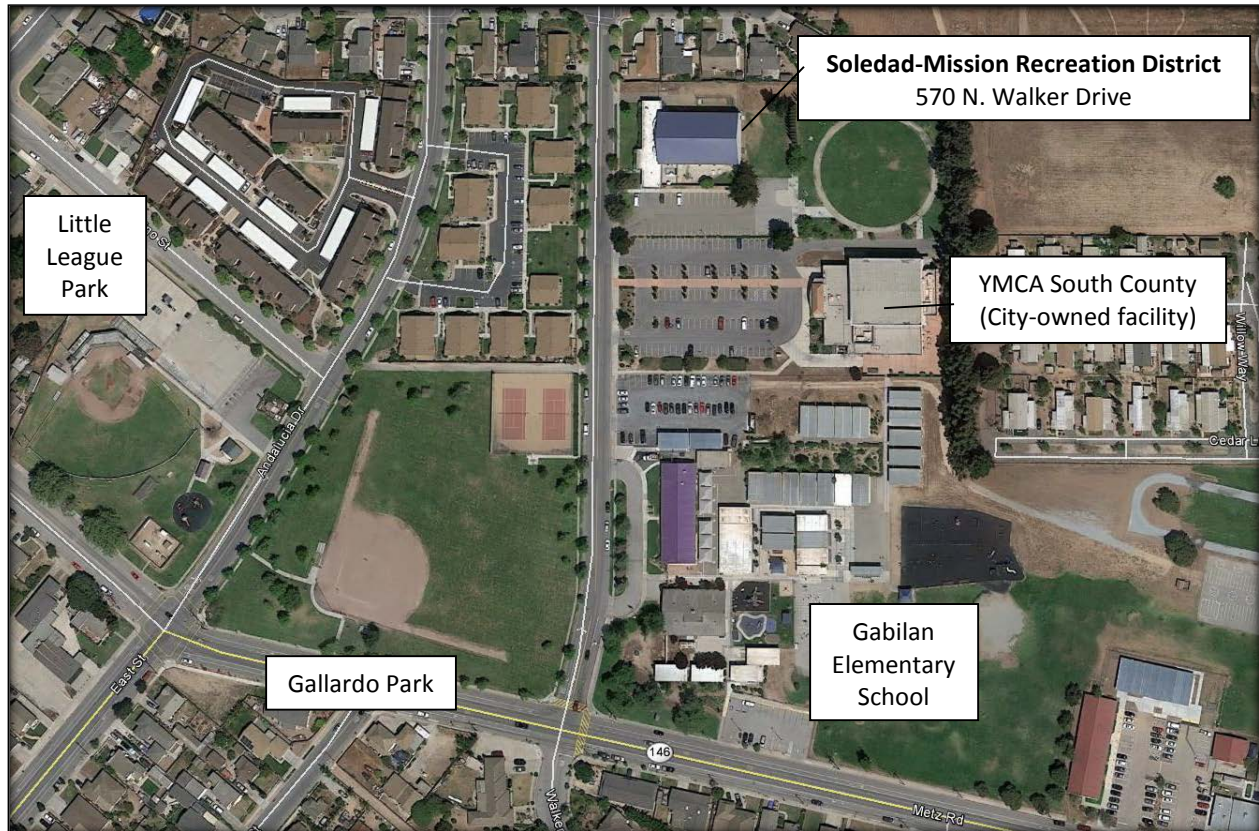 Soledad-Mission Recreation District
570 N. Walker Drive
Little
League
Park
YMCA South County
(City-owned facility)
Willow Way
Andalucia Dr
Cedar L
Gabilan
Elementary
School
East St
Gallardo Park
146
Walke
Metz Rd